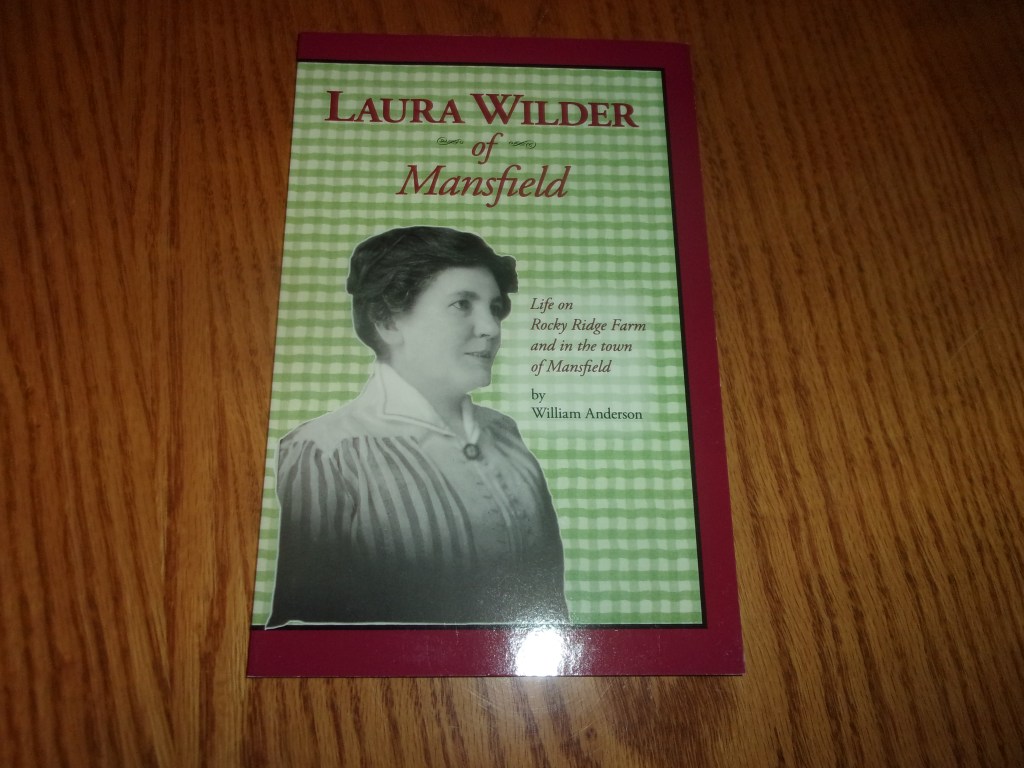 LAURA WILDER
of
Mansfield
Life on
Rocky Ridge Farm
and in the town
of Mansfield
by
William Anderson